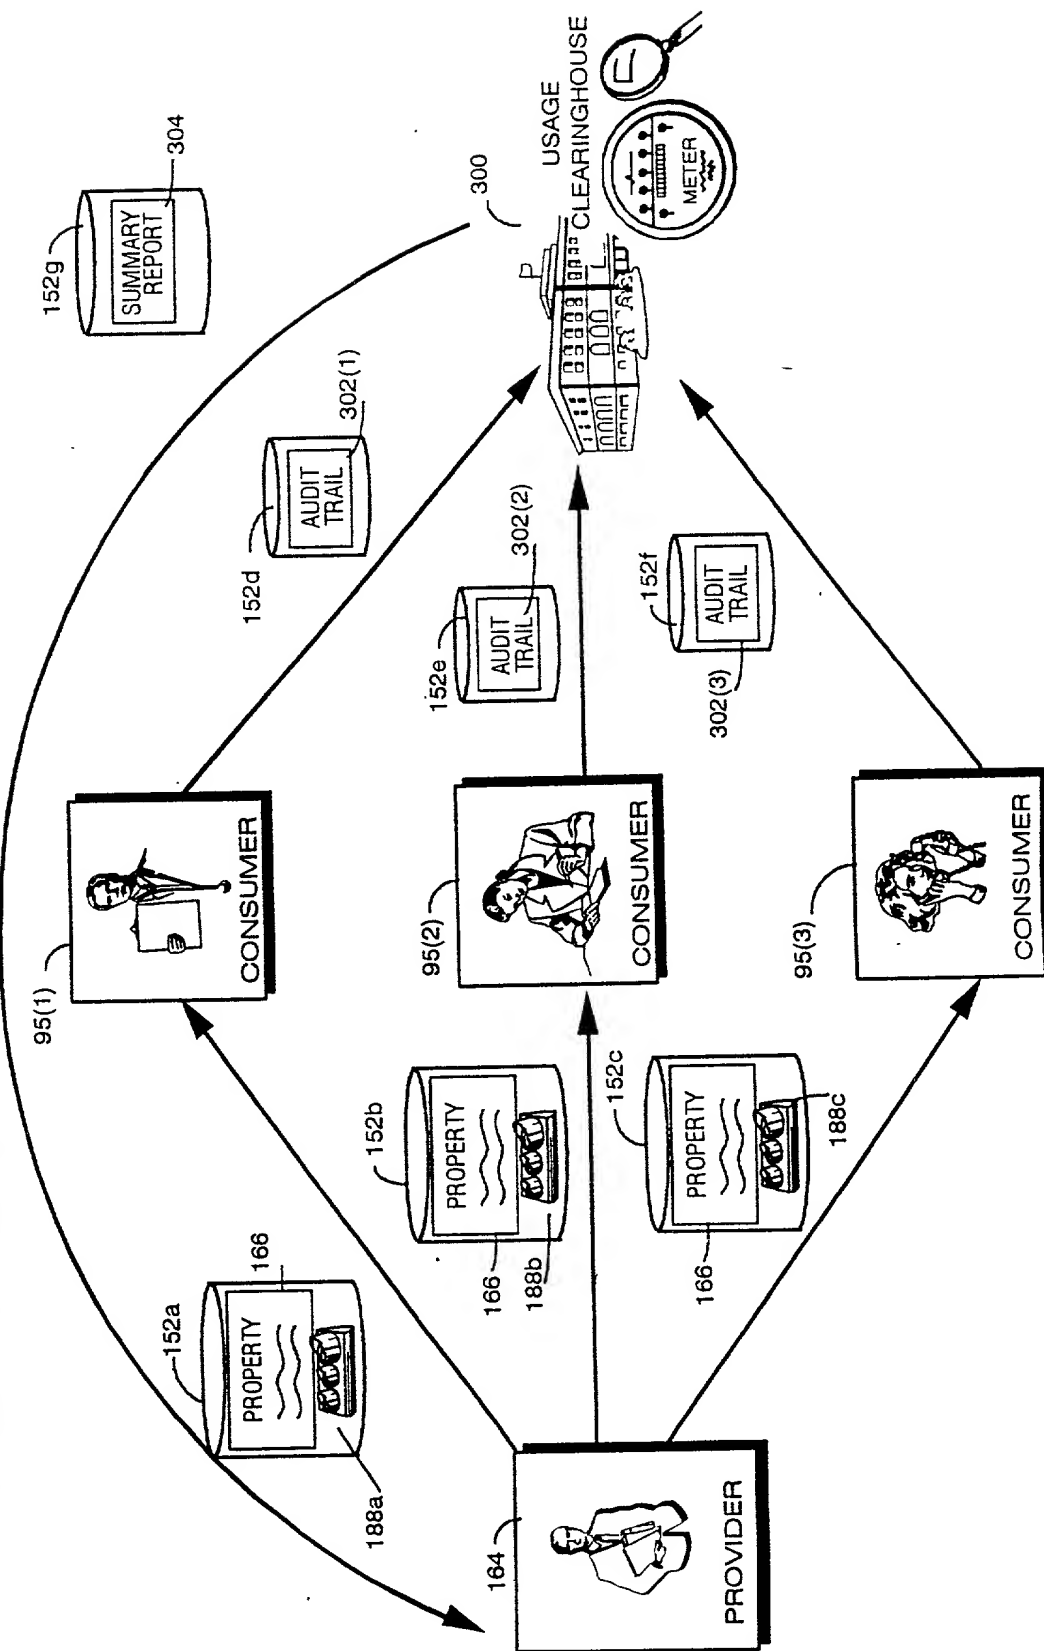 152g
SUMMARY
REPORT
304
300
USAGE
CLEARINGHOUSE
METER
152d
AUDIT
TRAIL
302(1)
152e
AUDIT
TRAIL
302(2)
152f
AUDIT
TRAIL
302(3)
95(1)
CONSUMER
95(2)
CONSUMER
95(3)
CONSUMER
152a
166
PROPERTY
188a
152b
PROPERTY
166
188b
152c
PROPERTY
166
188c
164
PROVIDER